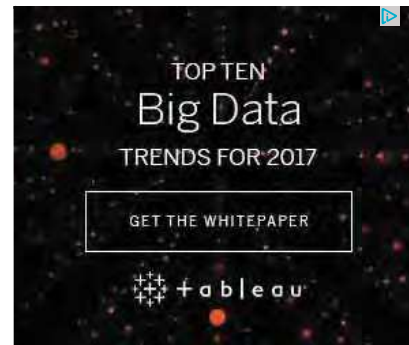 TOP TEN
Big Data
TRENDS FOR 2017
GET THE WHITEPAPER
+ableau